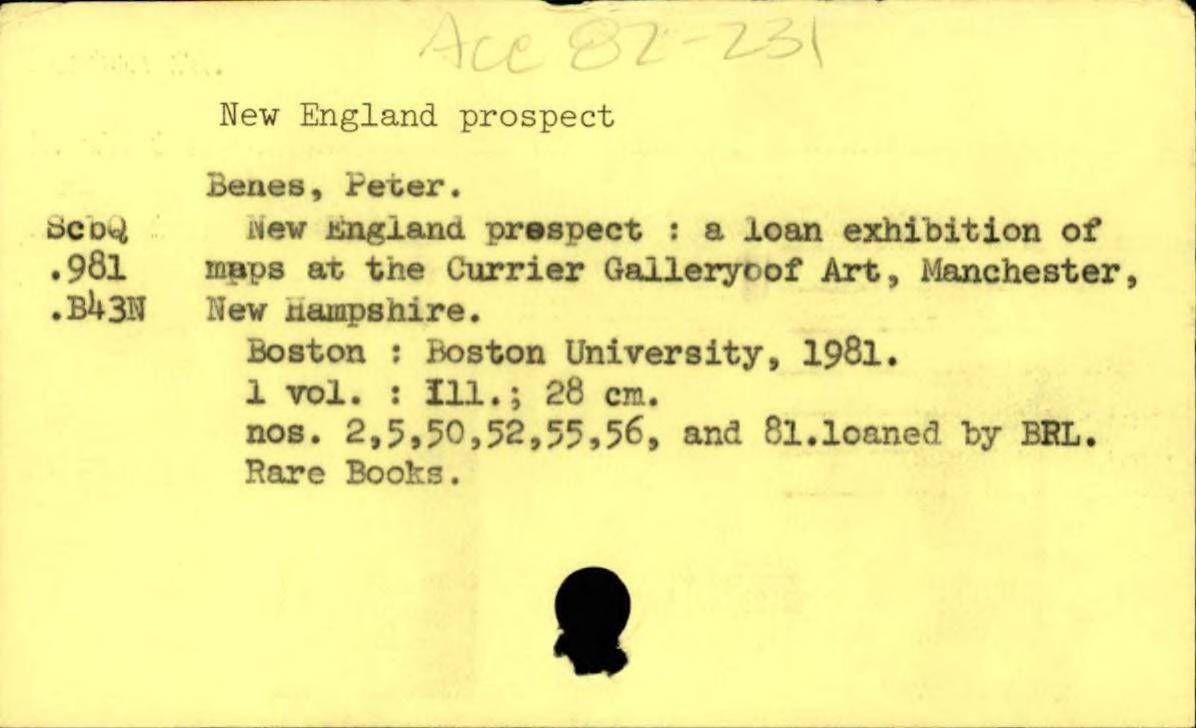 Acc 82-231
New England prospect
Benes, Peter.
ScbQ New England prospect : a loan exhibition of
.981 maps at the Currier Galleryoof Art, Manchester,
.B43N New Hampshire.
Boston : Boston University, 1981.
1 vol. : Ill.; 28 cm.
nos. 2,5,50,52,55,56, and 81.loaned by BRL.
Rare Books.